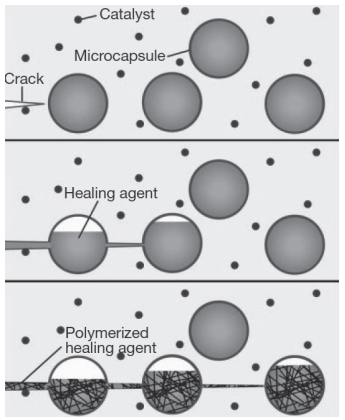 Catalyst
Microcapsule
Crack
Healing agent
Polymerized
healing agent